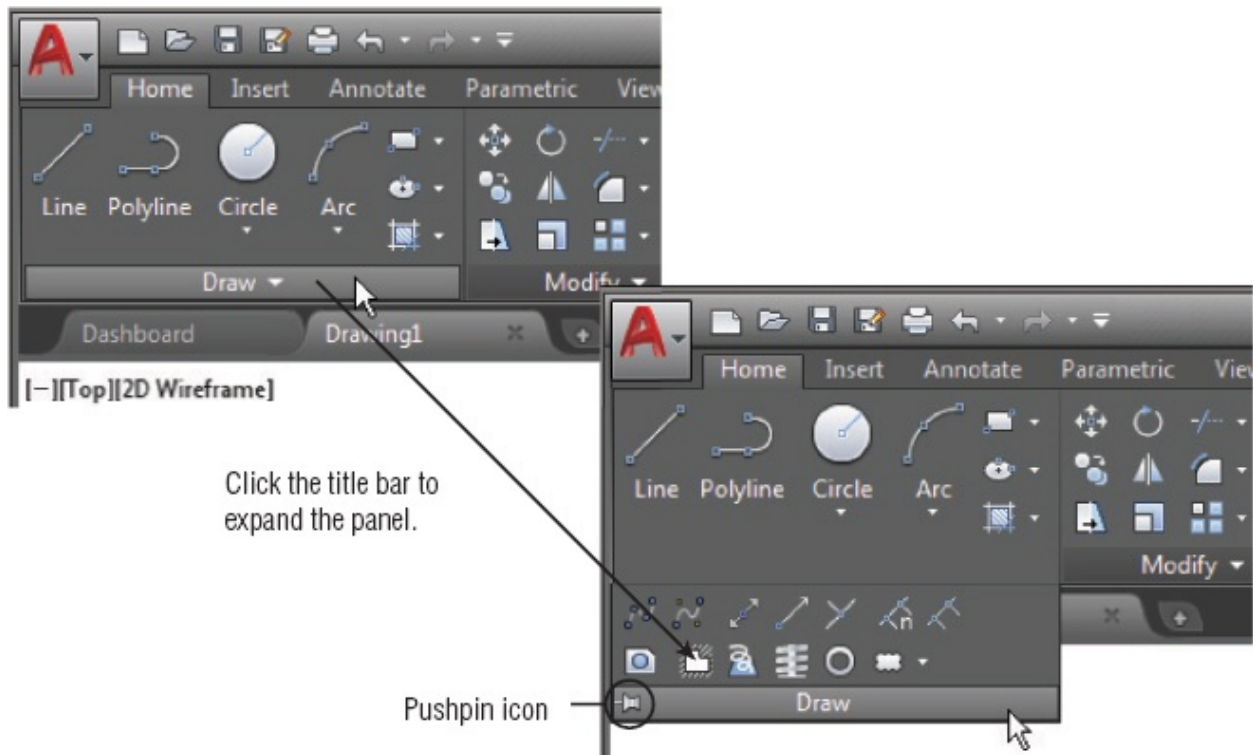 Home Insert Annotate Parametric View
Line Polyline Circle Arc
Draw Modify
Dashboard Drawing1
[−][Top][2D Wireframe]
Click the title bar to
expand the panel.
Home Insert Annotate Parametric View
Line Polyline Circle Arc
Modify
Draw
Pushpin icon